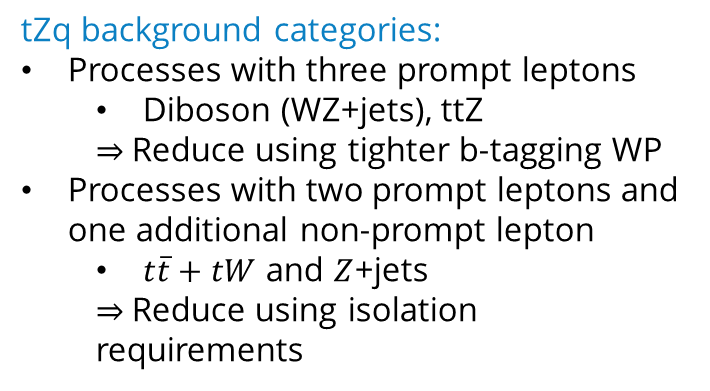 tZq background categories:
• Processes with three prompt leptons
• Diboson (WZ+jets), ttZ
⇒ Reduce using tighter b-tagging WP
• Processes with two prompt leptons and
one additional non-prompt lepton
• tt̄ + tW and Z+jets
⇒ Reduce using isolation
requirements